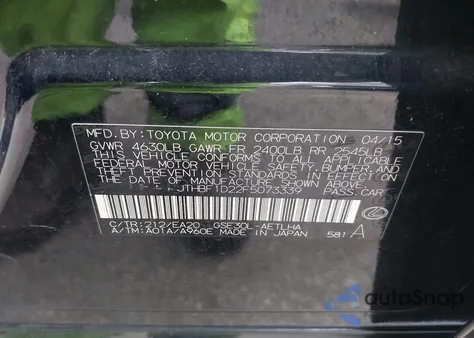 MFD.BY:TOYOTA MOTOR CORPORATION 04/15
GVWR 4630LB GAWR FR 2400LB RR 2545LB
THIS VEHICLE CONFORMS TO ALL APPLICABLE
FEDERAL MOTOR VEHICLE SAFETY, BUMPER, AND
THEFT PREVENTION STANDARDS IN EFFECT ON
THE DATE OF MANUFACTURE SHOWN ABOVE.
JTHBF1D22F5073339 PASS.CAR
C/TR:212/EA20 GSE30L-AETLHA
A/TM:A01A/A960E MADE IN JAPAN 581 A
autoSnap